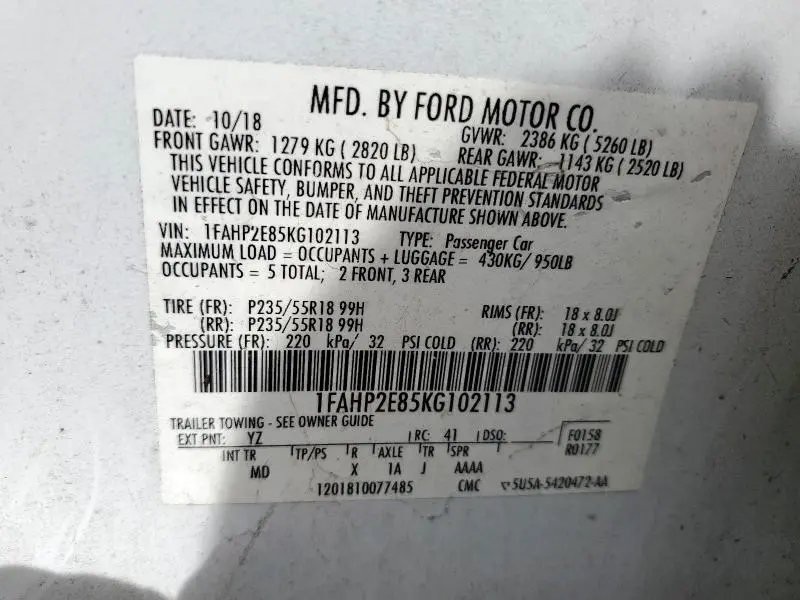 MFD. BY FORD MOTOR CO.
DATE: 10/18 GVWR: 2386 KG ( 5260 LB)
FRONT GAWR: 1279 KG ( 2820 LB) REAR GAWR: 1143 KG ( 2520 LB)
THIS VEHICLE CONFORMS TO ALL APPLICABLE FEDERAL MOTOR
VEHICLE SAFETY, BUMPER, AND THEFT PREVENTION STANDARDS
IN EFFECT ON THE DATE OF MANUFACTURE SHOWN ABOVE.
VIN: 1FAHP2E85KG102113 TYPE: Passenger Car
MAXIMUM LOAD = OCCUPANTS + LUGGAGE = 430KG/ 950LB
OCCUPANTS = 5 TOTAL; 2 FRONT, 3 REAR
TIRE (FR): P235/55R18 99H RIMS (FR): 18 x 8.0J
(RR): P235/55R18 99H (RR): 18 x 8.0J
PRESSURE (FR): 220 kPa/ 32 PSI COLD (RR): 220 kPa/ 32 PSI COLD
1FAHP2E85KG102113
TRAILER TOWING - SEE OWNER GUIDE
EXT PNT: YZ RC: 41 DSO: F0158
INT TR TP/PS R AXLE TR SPR R0177
MD X 1A J AAAA
1201810077485 CMC 5U5A-5420472-AA